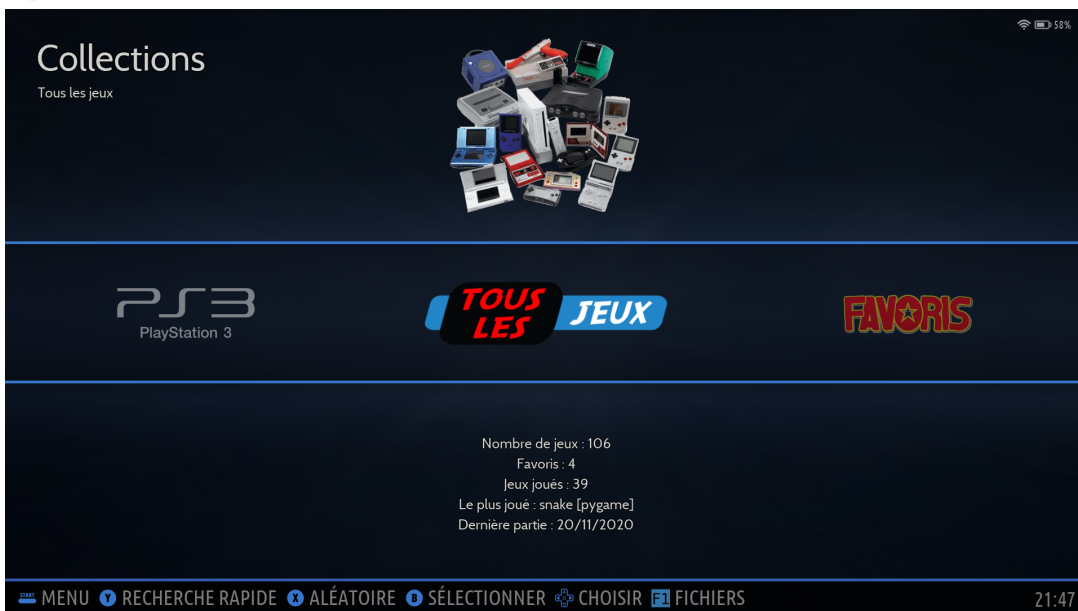 58%
Collections
Tous les jeux
PS3
PlayStation 3
TOUS LES JEUX
FAVORIS
Nombre de jeux : 106
Favoris : 4
Jeux joués : 39
Le plus joué : snake [pygame]
Dernière partie : 20/11/2020
START MENU Y RECHERCHE RAPIDE X ALÉATOIRE B SÉLECTIONNER CHOISIR F1 FICHIERS 21:47